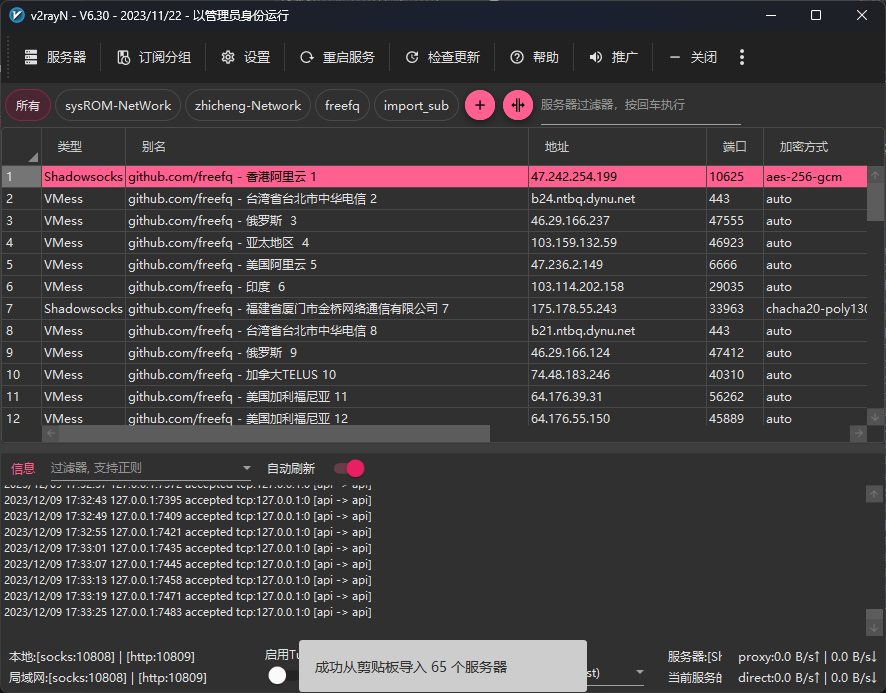 v2rayN - V6.30 - 2023/11/22 - 以管理员身份运行
服务器 订阅分组 设置 重启服务 检查更新 帮助 推广 关闭
所有 sysROM-NetWork zhicheng-Network freefq import_sub 服务器过滤器，按回车执行
类型 别名 地址 端口 加密方式
1 Shadowsocks github.com/freefq - 香港阿里云 1 47.242.254.199 10625 aes-256-gcm
2 VMess github.com/freefq - 台湾省台北市中华电信 2 b24.ntbq.dynu.net 443 auto
3 VMess github.com/freefq - 俄罗斯 3 46.29.166.237 47555 auto
4 VMess github.com/freefq - 亚太地区 4 103.159.132.59 46923 auto
5 VMess github.com/freefq - 美国阿里云 5 47.236.2.149 6666 auto
6 VMess github.com/freefq - 印度 6 103.114.202.158 29035 auto
7 Shadowsocks github.com/freefq - 福建省厦门市金桥网络通信有限公司 7 175.178.55.243 33963 chacha20-poly130
8 VMess github.com/freefq - 台湾省台北市中华电信 8 b21.ntbq.dynu.net 443 auto
9 VMess github.com/freefq - 俄罗斯 9 46.29.166.124 47412 auto
10 VMess github.com/freefq - 加拿大TELUS 10 74.48.183.246 40310 auto
11 VMess github.com/freefq - 美国加利福尼亚 11 64.176.39.31 56262 auto
12 VMess github.com/freefq - 美国加利福尼亚 12 64.176.55.150 45889 auto
信息 过滤器, 支持正则 自动刷新
2023/12/09 17:32:37 127.0.0.1:7372 accepted tcp:127.0.0.1:0 [api -> api]
2023/12/09 17:32:43 127.0.0.1:7395 accepted tcp:127.0.0.1:0 [api -> api]
2023/12/09 17:32:49 127.0.0.1:7409 accepted tcp:127.0.0.1:0 [api -> api]
2023/12/09 17:32:55 127.0.0.1:7421 accepted tcp:127.0.0.1:0 [api -> api]
2023/12/09 17:33:01 127.0.0.1:7435 accepted tcp:127.0.0.1:0 [api -> api]
2023/12/09 17:33:07 127.0.0.1:7445 accepted tcp:127.0.0.1:0 [api -> api]
2023/12/09 17:33:13 127.0.0.1:7458 accepted tcp:127.0.0.1:0 [api -> api]
2023/12/09 17:33:19 127.0.0.1:7471 accepted tcp:127.0.0.1:0 [api -> api]
2023/12/09 17:33:25 127.0.0.1:7483 accepted tcp:127.0.0.1:0 [api -> api]
本地:[socks:10808] | [http:10809] 启用Tu 服务器:[Sh proxy:0.0 B/s↑ | 0.0 B/s↓
成功从剪贴板导入 65 个服务器
局域网:[socks:10808] | [http:10809] st) 当前服务的 direct:0.0 B/s↑ | 0.0 B/s↓